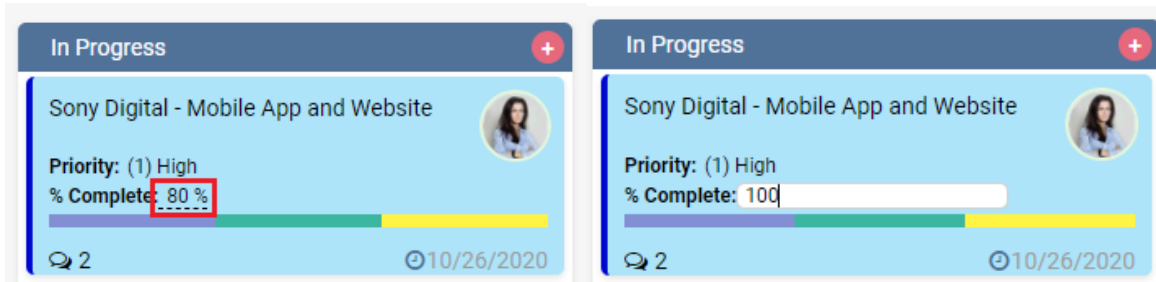 In Progress
+
Sony Digital - Mobile App and Website
Priority: (1) High
% Complete: 80 %
2
10/26/2020
In Progress
+
Sony Digital - Mobile App and Website
Priority: (1) High
% Complete: 100
2
10/26/2020